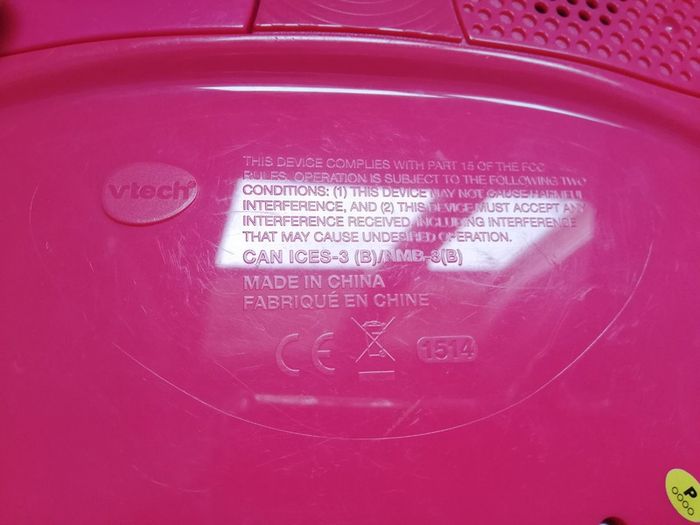 vtech
THIS DEVICE COMPLIES WITH PART 15 OF THE FCC
RULES. OPERATION IS SUBJECT TO THE FOLLOWING TWO
CONDITIONS: (1) THIS DEVICE MAY NOT CAUSE HARMFUL
INTERFERENCE, AND (2) THIS DEVICE MUST ACCEPT ANY
INTERFERENCE RECEIVED, INCLUDING INTERFERENCE
THAT MAY CAUSE UNDESIRED OPERATION.
CAN ICES-3 (B)/NMB-3(B)
MADE IN CHINA
FABRIQUÉ EN CHINE
CE 1514
P